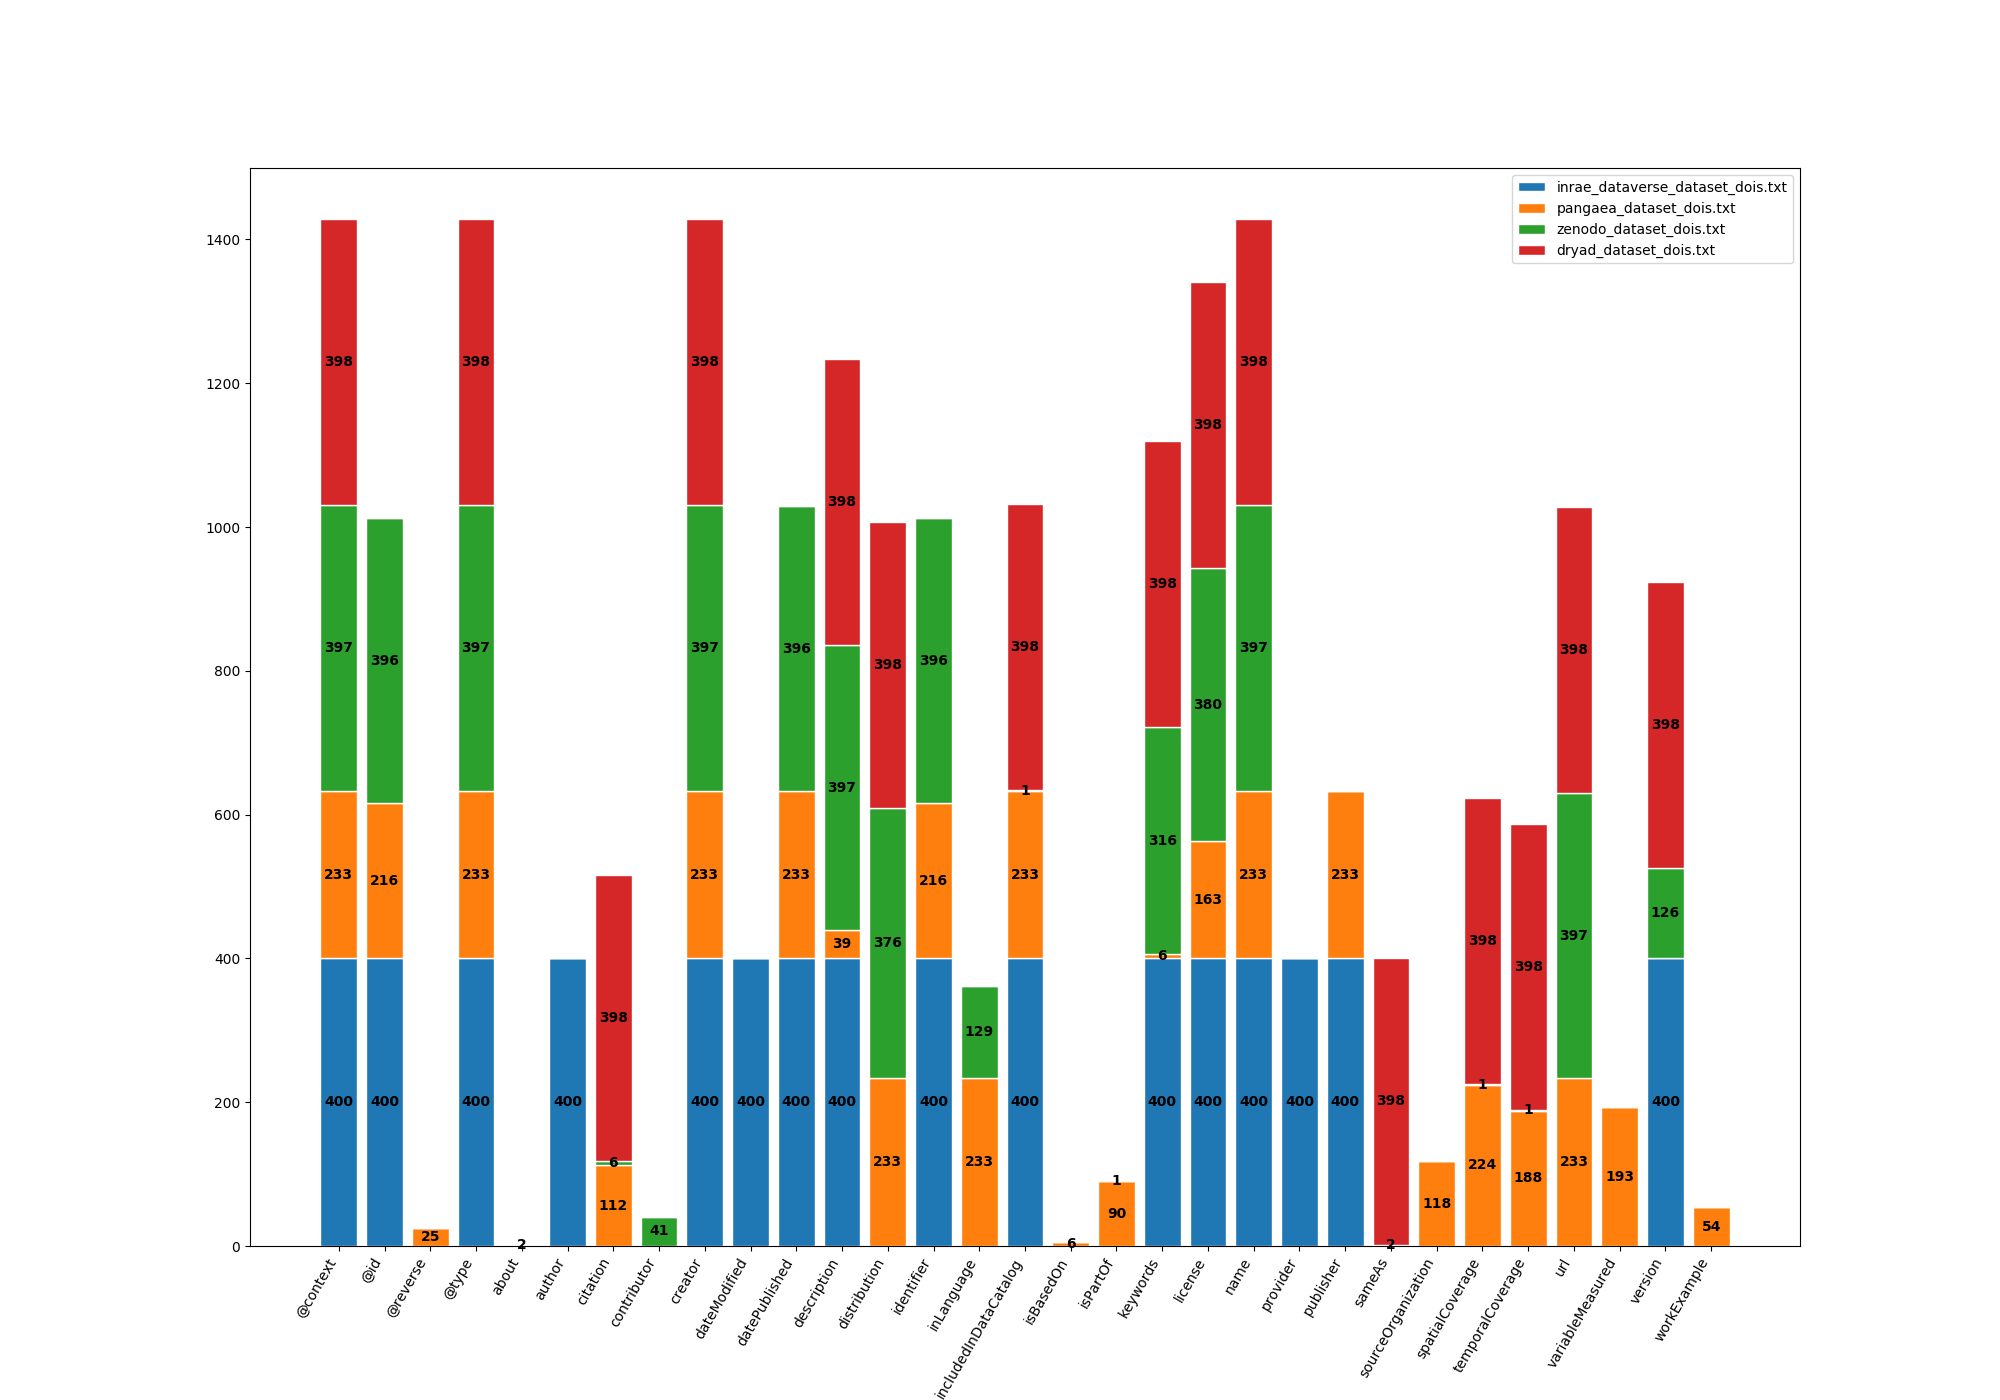 inrae_dataverse_dataset_dois.txt
pangaea_dataset_dois.txt
zenodo_dataset_dois.txt
dryad_dataset_dois.txt
1400
1200
1000
800
600
400
200
0
398 398 398 398 398 398 398 398 398 398 398 398 398 398 398
397 396 397 6 41 397 396 397 376 396 129 1 1 316 380 397 1 1 397 126
233 216 25 233 112 233 233 39 233 216 233 233 6 90 6 163 233 233 2 118 224 188 233 193 54
400 400 400 2 400 400 400 400 400 400 400 400 400 400 400 400 400
@context
@id
@reverse
@type
about
author
citation
contributor
creator
dateModified
datePublished
description
distribution
identifier
inLanguage
includedInDataCatalog
isBasedOn
isPartOf
keywords
license
name
provider
publisher
sameAs
sourceOrganization
spatialCoverage
temporalCoverage
url
variableMeasured
version
workExample